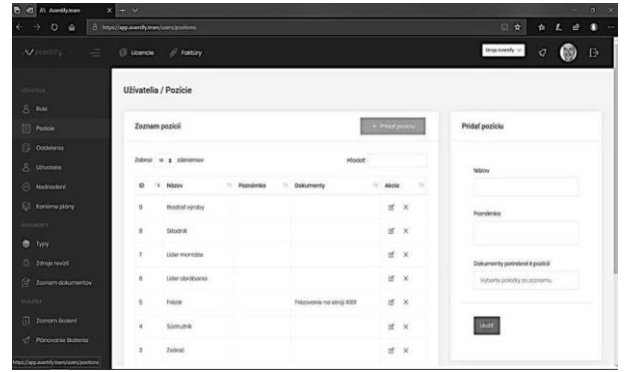 Avantify.team
https://app.avantify.team/users/positions
avantify
Licencie
Faktúry
Užívatelia / Pozície
Role
Pozície
Oddelenia
Užívatelia
Nadriadení
Kariérne plány
Typy
Zdroje revízií
Zoznam dokumentov
Zoznam školení
Plánovanie školenia
https://app.avantify.team/users/positions
Zoznam pozícií
+ Pridať pozíciu
Zobraz 10 záznamov
Hľadať:
ID Názov Poznámka Dokumenty Akcia
9 Riaditeľ výroby
8 Skladník
7 Líder montáže
6 Líder obrábania
5 Frézár Frézovanie na stroji X001
4 Sústružník
3 Zvárač
Pridať pozíciu
Názov
Poznámka
Dokumenty potrebné k pozícii
Vyberte položky zo zoznamu
Uložiť